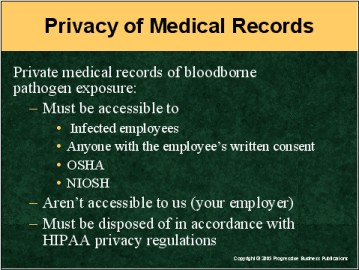 Privacy of Medical Records
Private medical records of bloodborne
pathogen exposure:
– Must be accessible to
• Infected employees
• Anyone with the employee's written consent
• OSHA
• NIOSH
– Aren't accessible to us (your employer)
– Must be disposed of in accordance with
HIPAA privacy regulations
Copyright © 2003 Progressive Business Publications